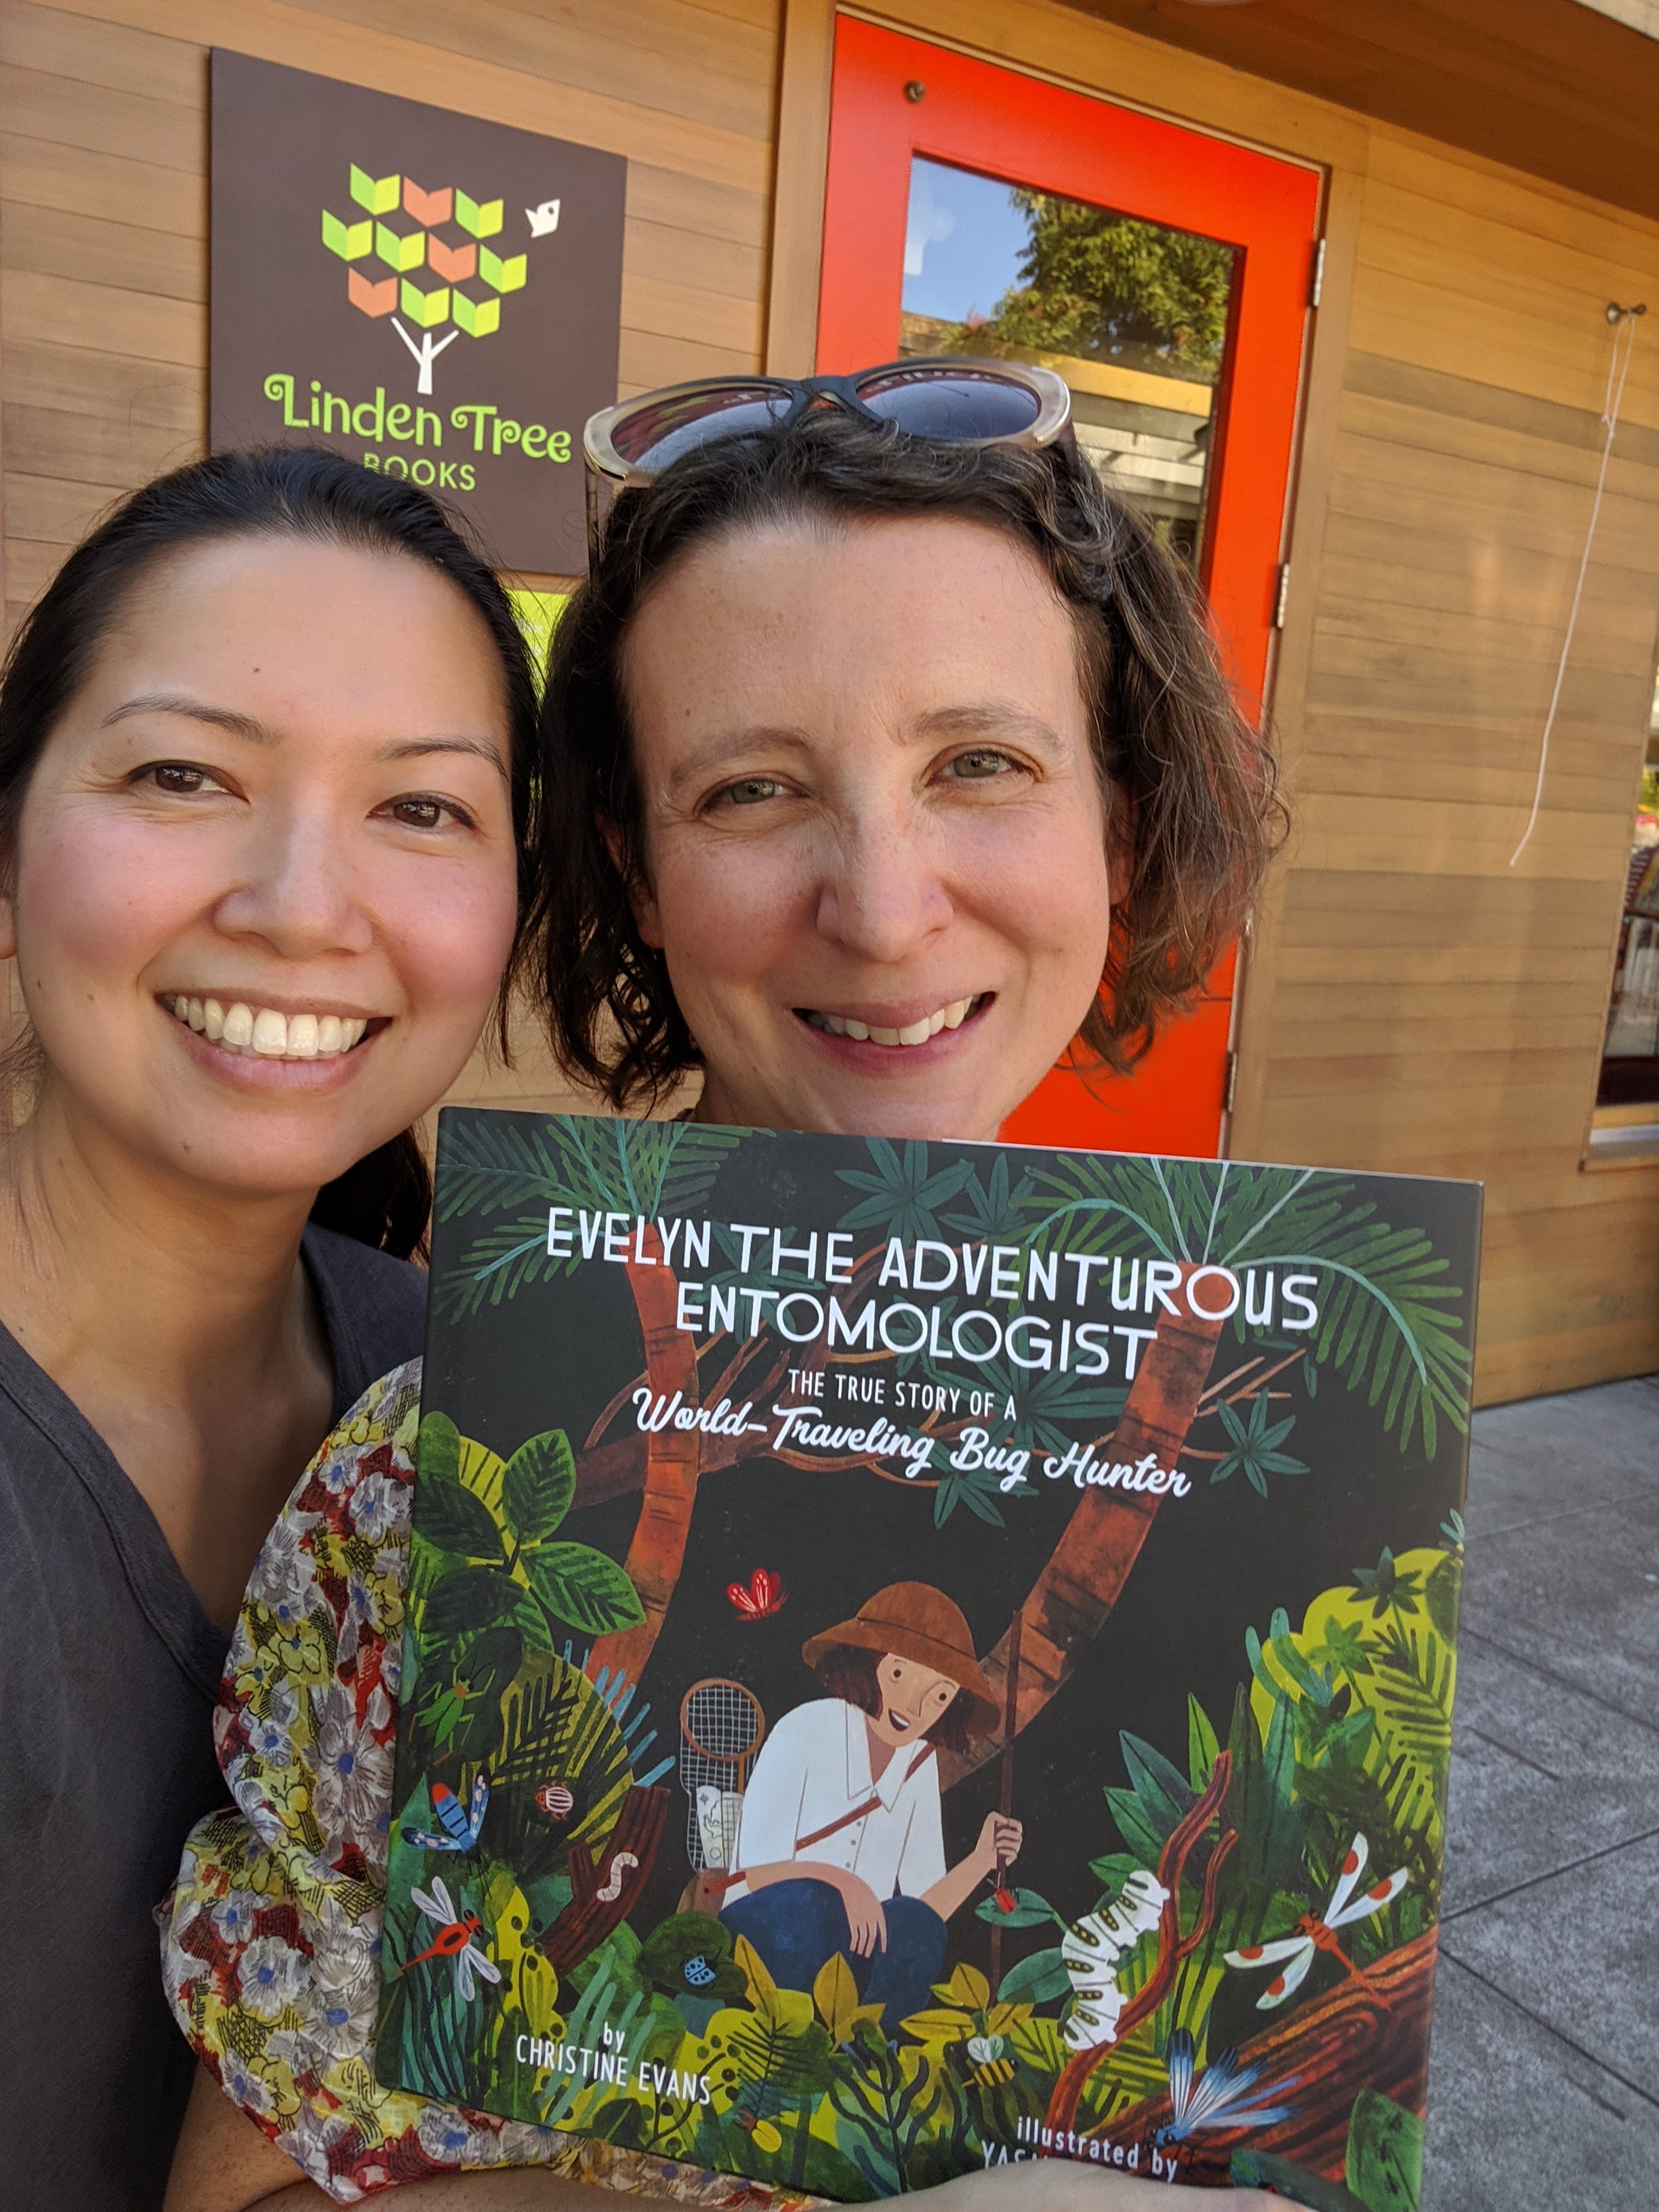 Linden Tree
BOOKS
EVELYN THE ADVENTUROUS
ENTOMOLOGIST
THE TRUE STORY OF A
World-Traveling Bug Hunter
by
CHRISTINE EVANS
illustrated by